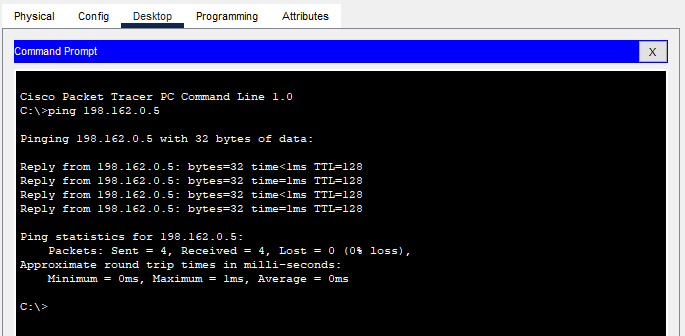 Physical Config Desktop Programming Attributes
Command Prompt X
Cisco Packet Tracer PC Command Line 1.0
C:\>ping 198.162.0.5
Pinging 198.162.0.5 with 32 bytes of data:
Reply from 198.162.0.5: bytes=32 time<1ms TTL=128
Reply from 198.162.0.5: bytes=32 time=1ms TTL=128
Reply from 198.162.0.5: bytes=32 time<1ms TTL=128
Reply from 198.162.0.5: bytes=32 time=1ms TTL=128
Ping statistics for 198.162.0.5:
    Packets: Sent = 4, Received = 4, Lost = 0 (0% loss),
Approximate round trip times in milli-seconds:
    Minimum = 0ms, Maximum = 1ms, Average = 0ms
C:\>